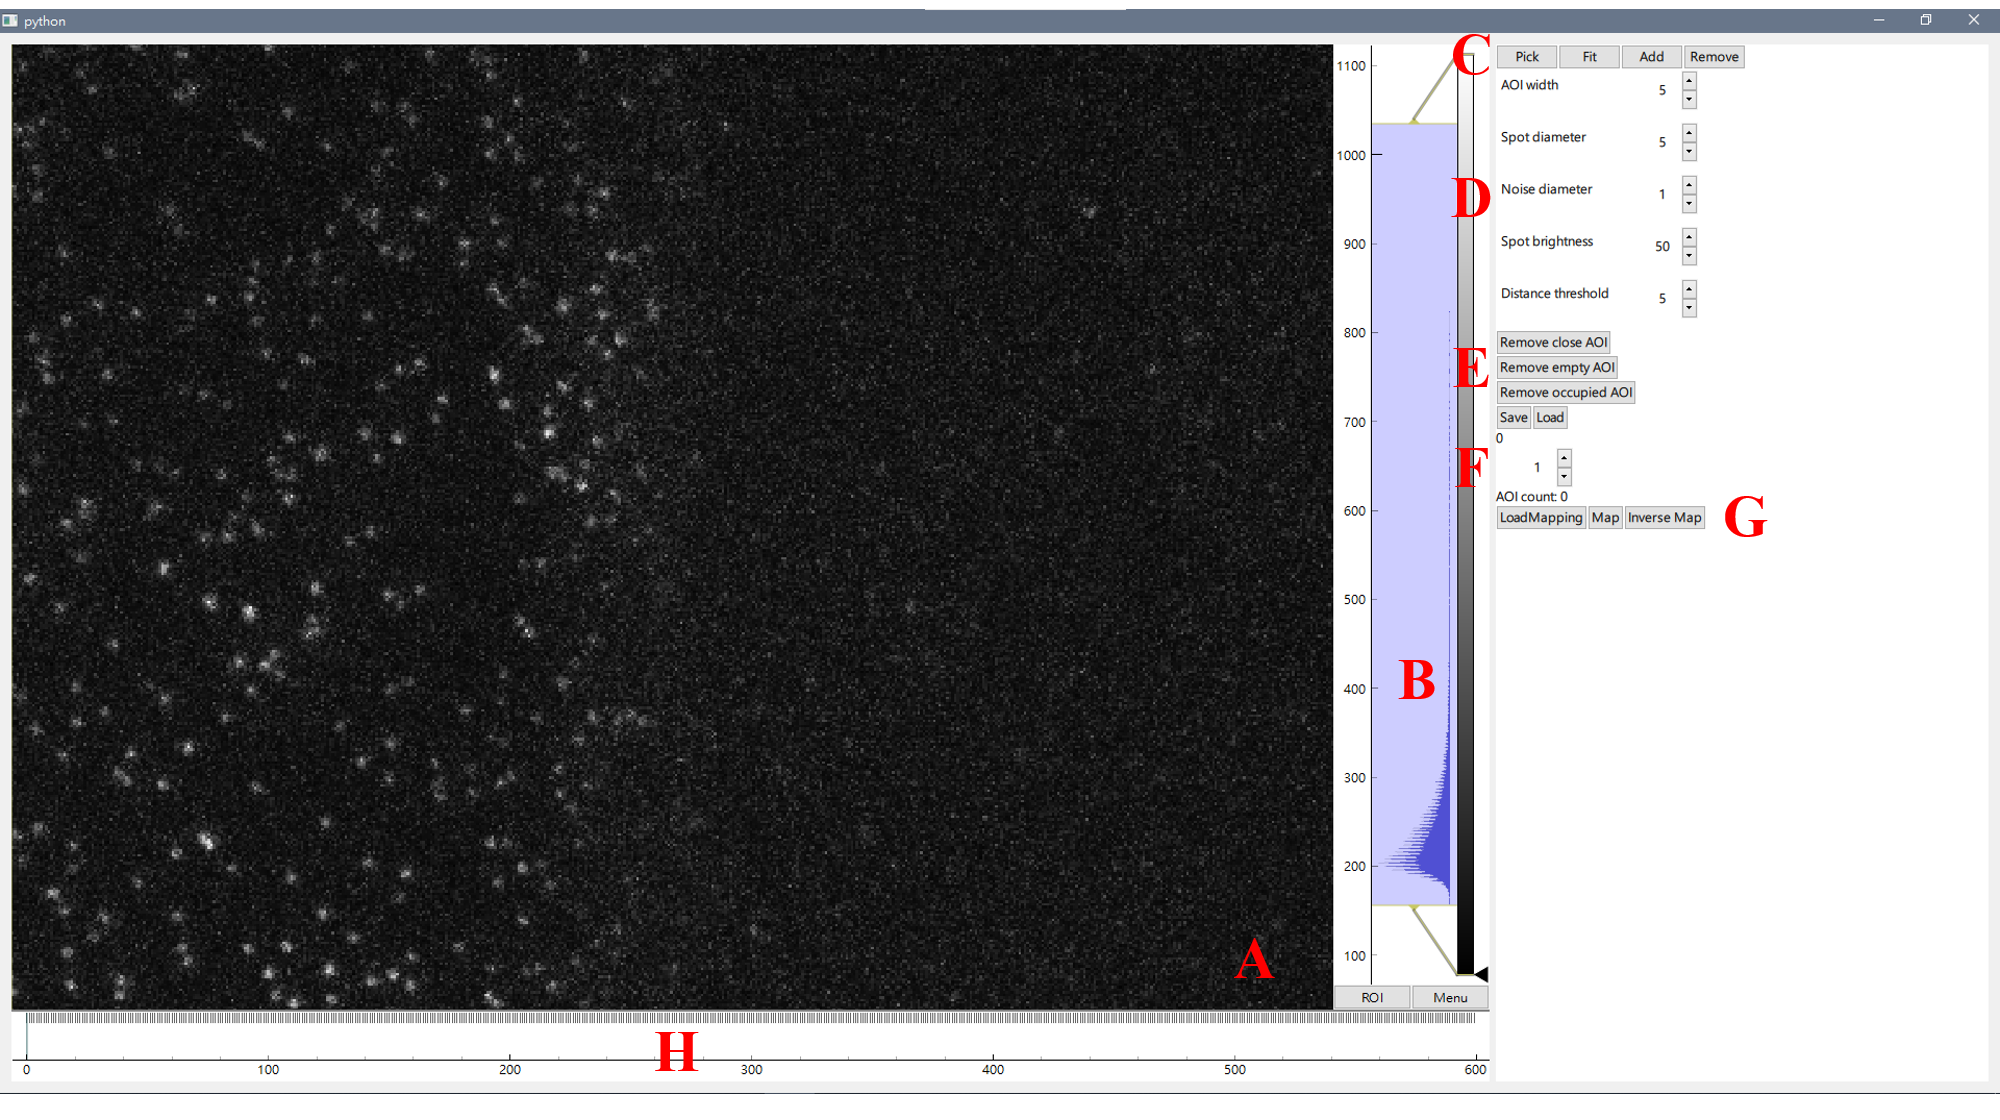 python
C
Pick Fit Add Remove
1100
AOI width 5
Spot diameter 5
1000
D
Noise diameter 1
900
Spot brightness 50
Distance threshold 5
800
E
Remove close AOI
Remove empty AOI
Remove occupied AOI
700
Save Load
0
F
1
AOI count: 0
600
LoadMapping Map Inverse Map
G
500
B
400
300
200
A
100
ROI Menu
H
0 100 200 300 400 500 600